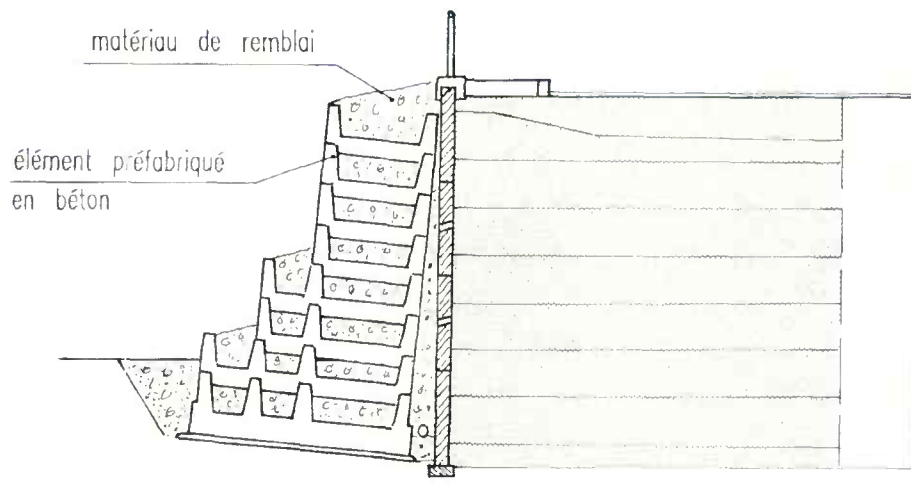 matériau de remblai
élément préfabriqué
en béton